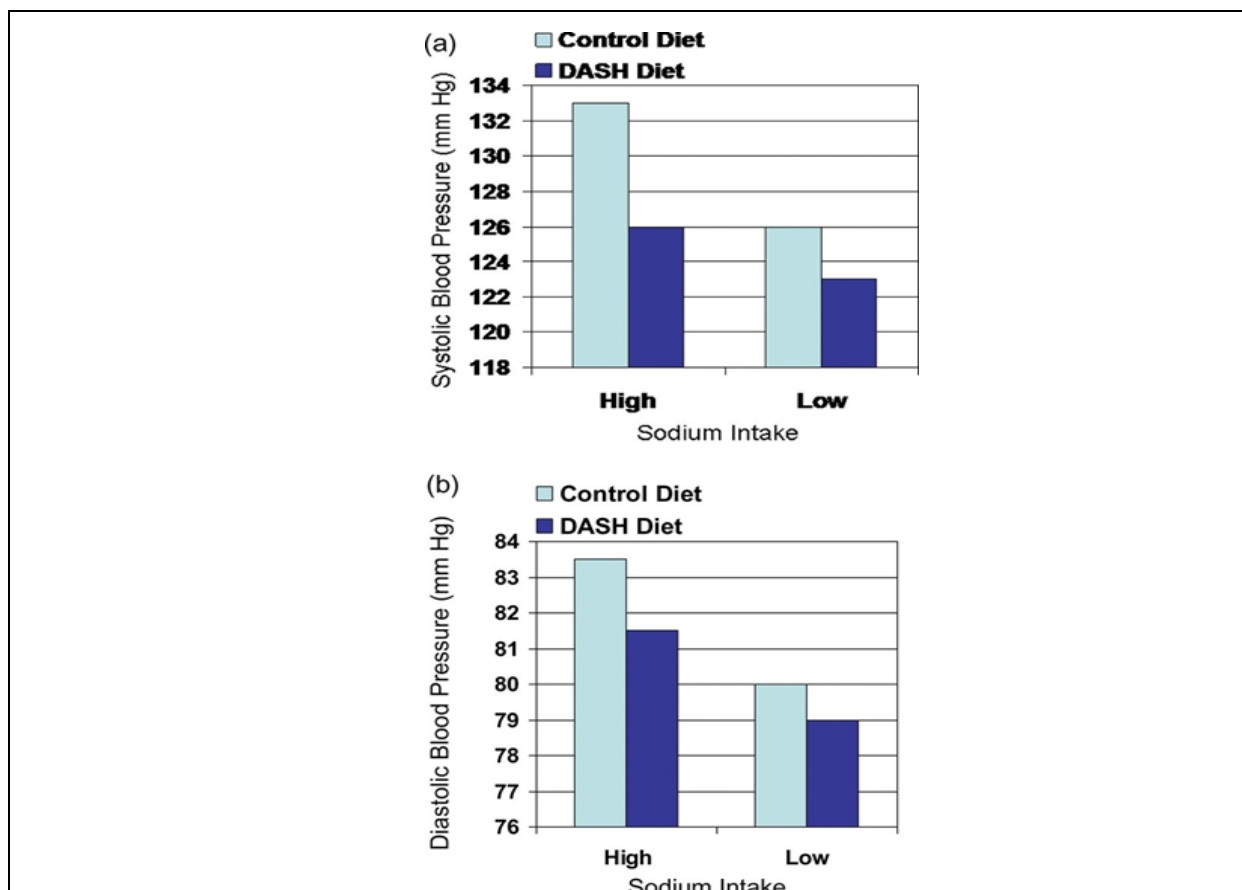 (a)
Control Diet
DASH Diet
Systolic Blood Pressure (mm Hg)
134
132
130
128
126
124
122
120
118
High Low
Sodium Intake
(b)
Control Diet
DASH Diet
Diastolic Blood Pressure (mm Hg)
84
83
82
81
80
79
78
77
76
High Low
Sodium Intake